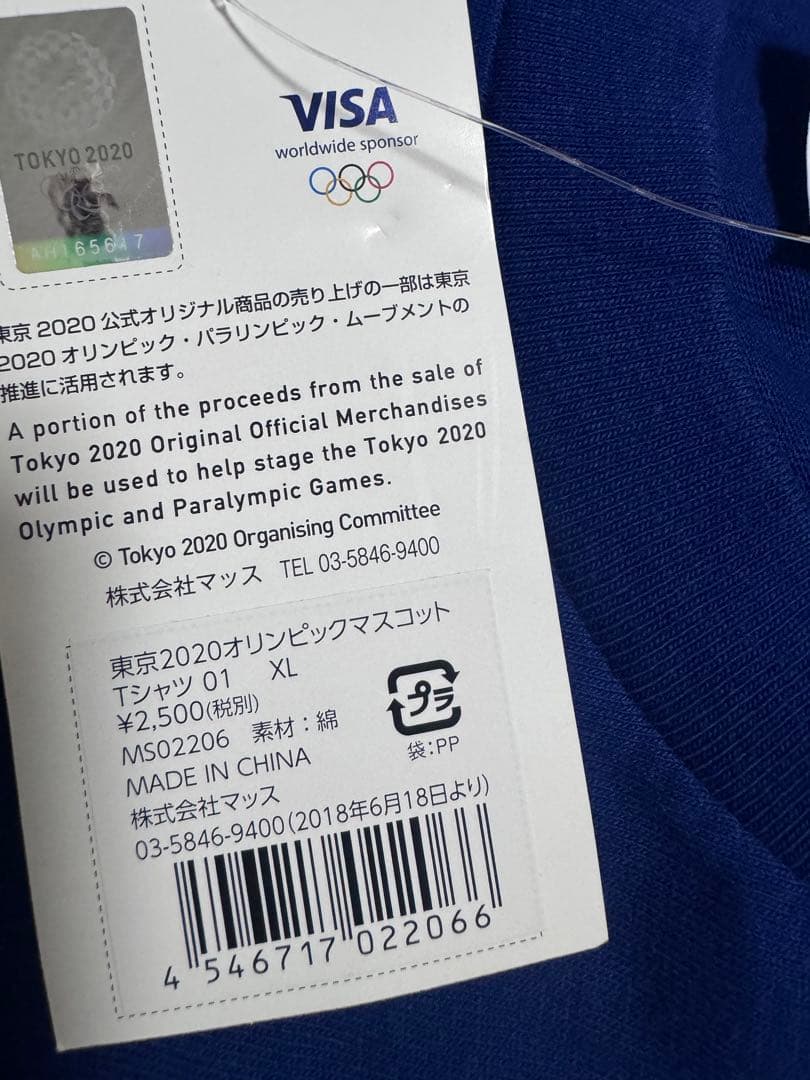 TOKYO 2020
VISA
worldwide sponsor
東京2020公式オリジナル商品の売り上げの一部は東京
2020オリンピック・パラリンピック・ムーブメントの
推進に活用されます。
A portion of the proceeds from the sale of
Tokyo 2020 Original Official Merchandises
will be used to help stage the Tokyo 2020
Olympic and Paralympic Games.
© Tokyo 2020 Organising Committee
株式会社マッス TEL 03-5846-9400
東京2020オリンピックマスコット
Tシャツ 01 XL
¥2,500(税別)
MS02206 素材：綿
MADE IN CHINA
株式会社マッス
03-5846-9400(2018年6月18日より)
プラ
袋：PP
4 546717 022066